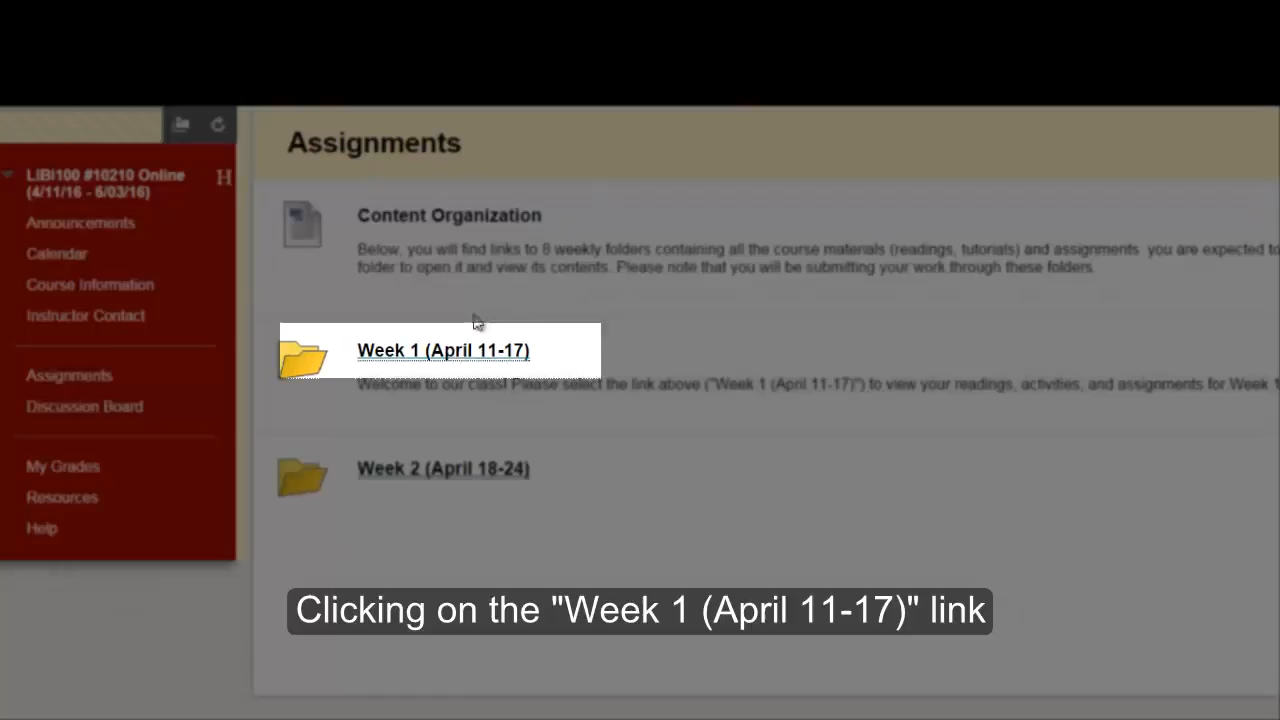 Assignments
LIBI100 #10210 Online
(4/11/16 - 6/03/16)
H
Announcements
Calendar
Course Information
Instructor Contact
Assignments
Discussion Board
My Grades
Resources
Help
Content Organization
Below, you will find links to 8 weekly folders containing all the course materials (readings, tutorials) and assignments you are expected to
folder to open it and view its contents. Please note that you will be submitting your work through these folders.
Week 1 (April 11-17)
Welcome to our class! Please select the link above ("Week 1 (April 11-17)") to view your readings, activities, and assignments for Week 1
Week 2 (April 18-24)
Clicking on the "Week 1 (April 11-17)" link